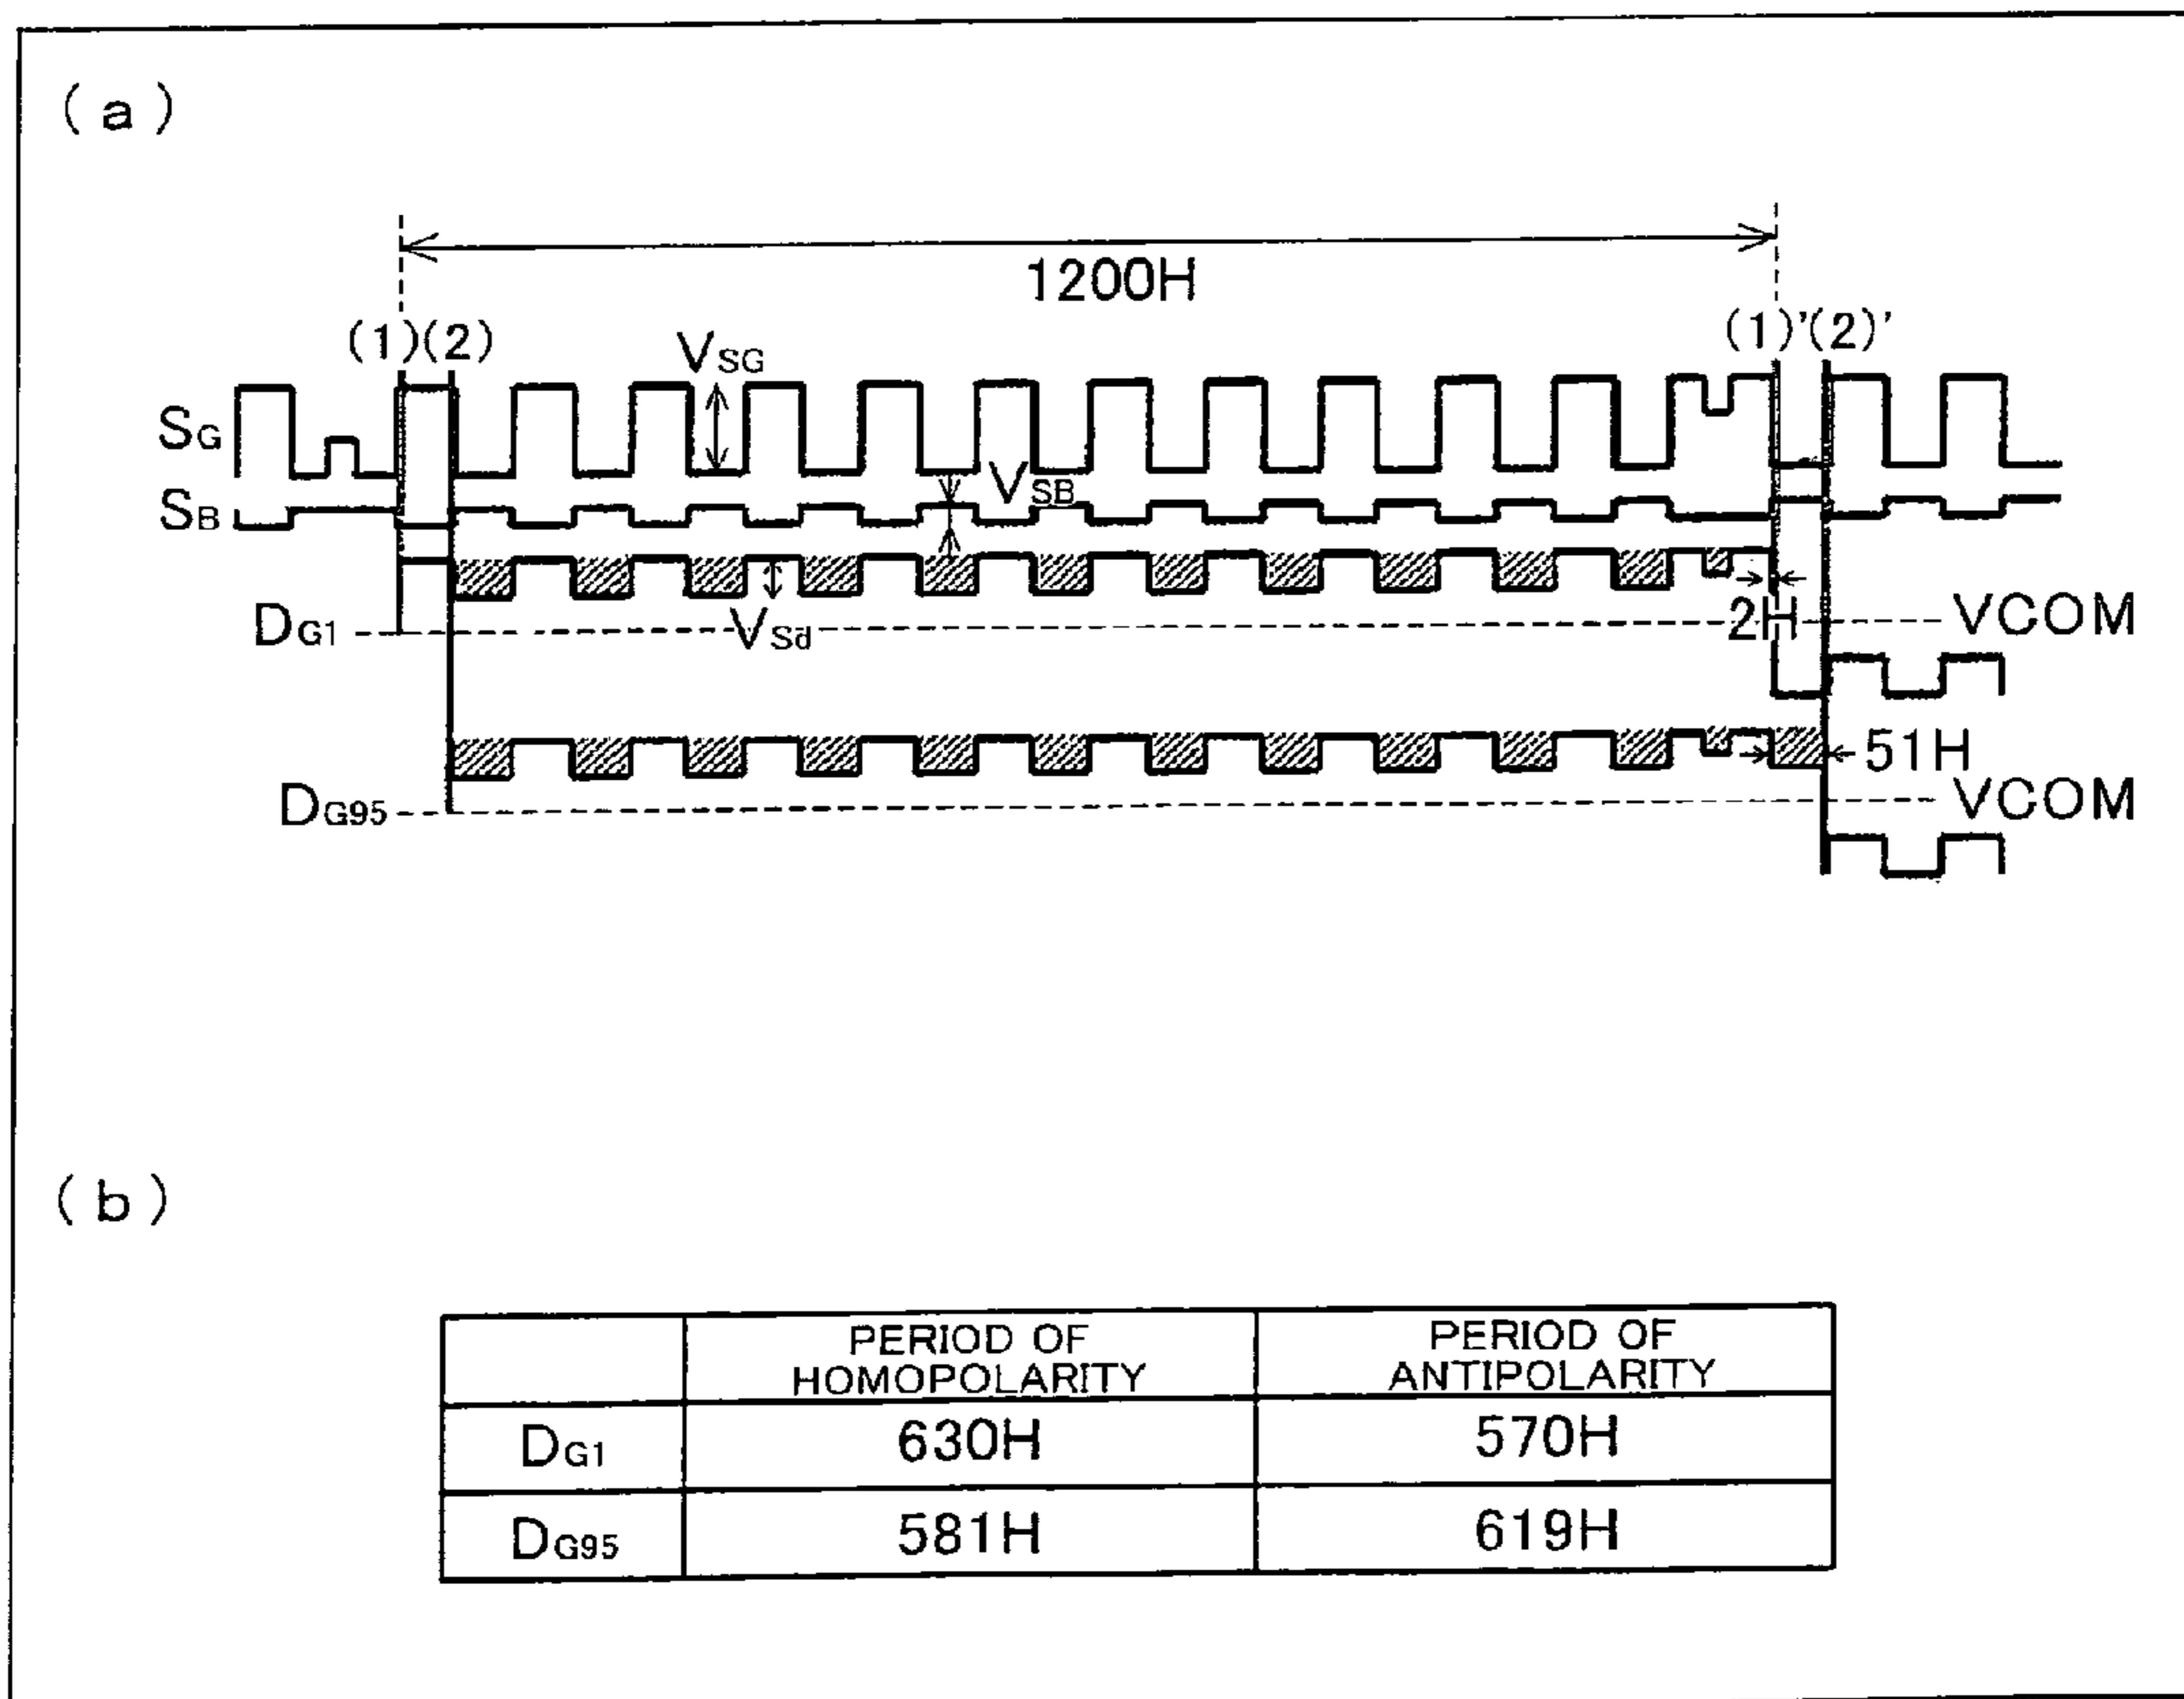 (a)
1200H
(1)(2)
VSG
(1)'(2)'
SG
SB
VSB
DG1
VSd
2H
VCOM
51H
DG95
VCOM
(b)
PERIOD OF HOMOPOLARITY
PERIOD OF ANTIPOLARITY
DG1 630H 570H
DG95 581H 619H